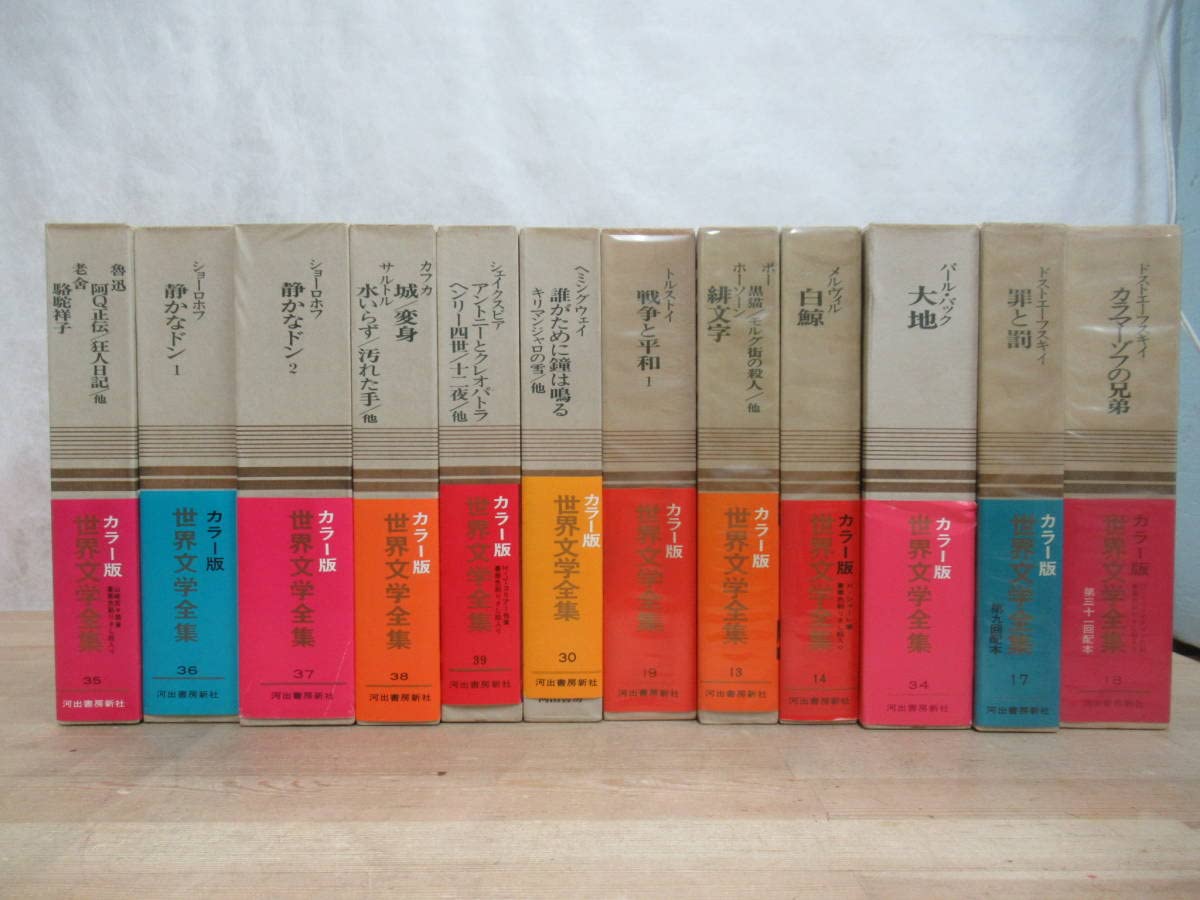 魯迅
阿Q正伝/狂人日記/他
老舎
駱駝祥子
カラー版
世界文学全集
35
河出書房新社
ショーロホフ
静かなドン 1
カラー版
世界文学全集
36
河出書房新社
ショーロホフ
静かなドン 2
カラー版
世界文学全集
37
河出書房新社
カフカ
城/変身
サルトル
水いらず/汚れた手/他
カラー版
世界文学全集
38
河出書房新社
シェイクスピア
アントニーとクレオパトラ
ヘンリー四世/十二夜/他
カラー版
世界文学全集
39
河出書房新社
ヘミングウェイ
誰がために鐘は鳴る
キリマンジャロの雪/他
カラー版
世界文学全集
30
河出書房新社
トルストイ
戦争と平和 1
カラー版
世界文学全集
19
河出書房新社
ポー
黒猫/モルグ街の殺人/他
ホーソーン
緋文字
カラー版
世界文学全集
13
河出書房新社
メルヴィル
白鯨
カラー版
世界文学全集
14
河出書房新社
パール・バック
大地
カラー版
世界文学全集
34
河出書房新社
ドストエーフスキイ
罪と罰
カラー版
世界文学全集
第九回配本
17
河出書房新社
ドストエーフスキイ
カラマーゾフの兄弟
カラー版
世界文学全集
第三十一回配本
18
河出書房新社